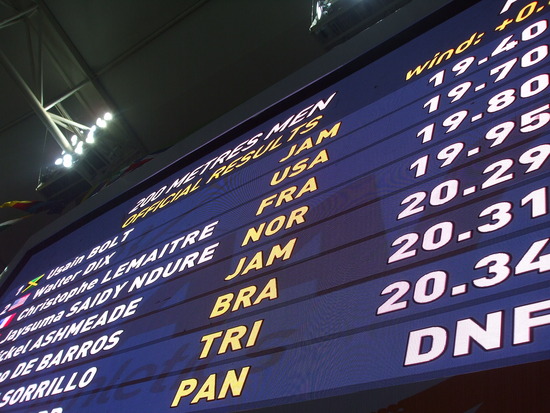 200 METRES MEN
OFFICIAL RESULTS
wind: +0.
1 Usain BOLT JAM 19.40
2 Walter DIX USA 19.70
Christophe LEMAITRE FRA 19.80
Jaysuma SAIDY NDURE NOR 19.95
ASHMEADE JAM 20.29
DE BARROS BRA 20.31
SORRILLO TRI 20.34
PAN DNF